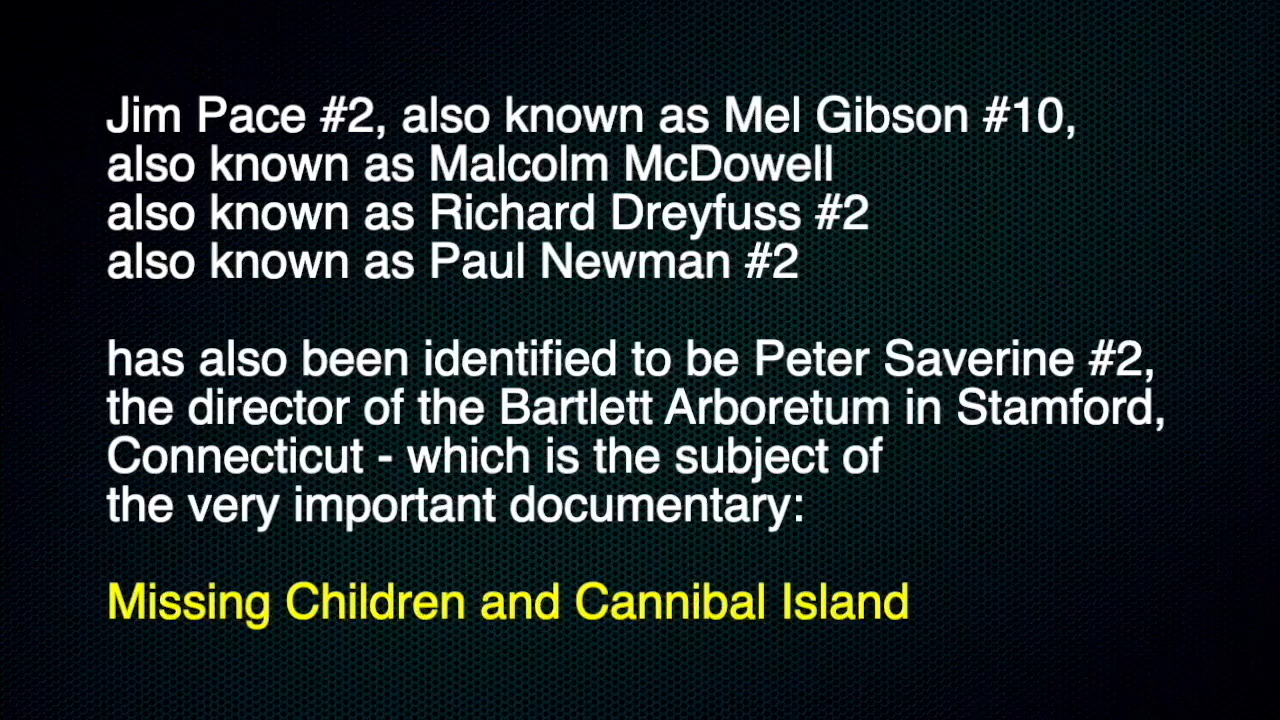 Jim Pace #2, also known as Mel Gibson #10,
also known as Malcolm McDowell
also known as Richard Dreyfuss #2
also known as Paul Newman #2
has also been identified to be Peter Saverine #2,
the director of the Bartlett Arboretum in Stamford,
Connecticut - which is the subject of
the very important documentary:
Missing Children and Cannibal Island